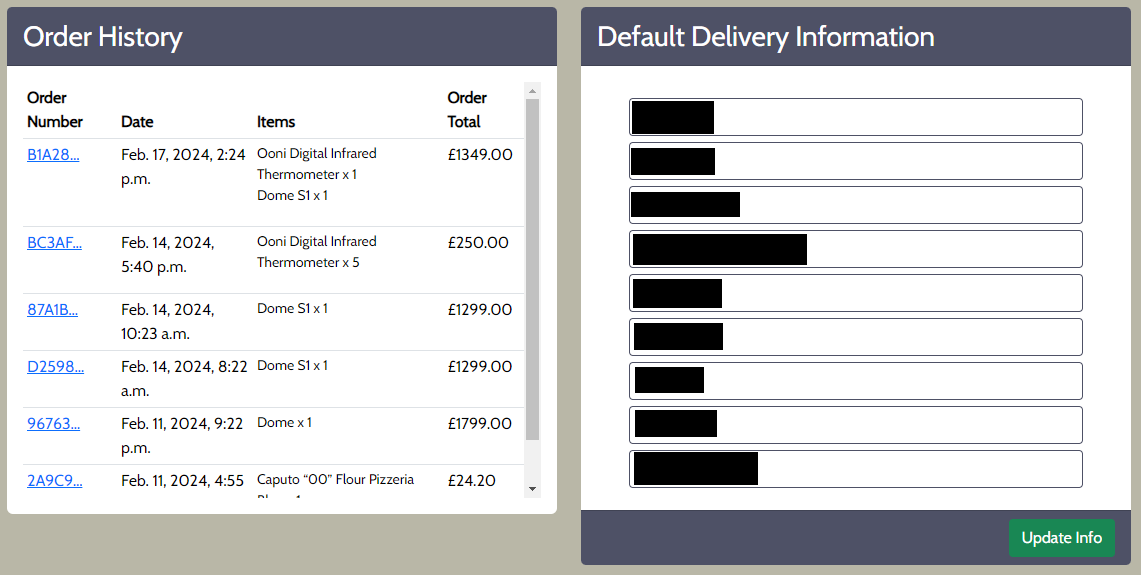 Order History
Order Number
Date
Items
Order Total
B1A28...
Feb. 17, 2024, 2:24
p.m.
Ooni Digital Infrared
Thermometer x 1
Dome S1 x 1
£1349.00
BC3AF...
Feb. 14, 2024,
5:40 p.m.
Ooni Digital Infrared
Thermometer x 5
£250.00
87A1B...
Feb. 14, 2024,
10:23 a.m.
Dome S1 x 1
£1299.00
D2598...
Feb. 14, 2024, 8:22
a.m.
Dome S1 x 1
£1299.00
96763...
Feb. 11, 2024, 9:22
p.m.
Dome x 1
£1799.00
2A9C9...
Feb. 11, 2024, 4:55
Caputo “00” Flour Pizzeria
£24.20
Default Delivery Information
Update Info